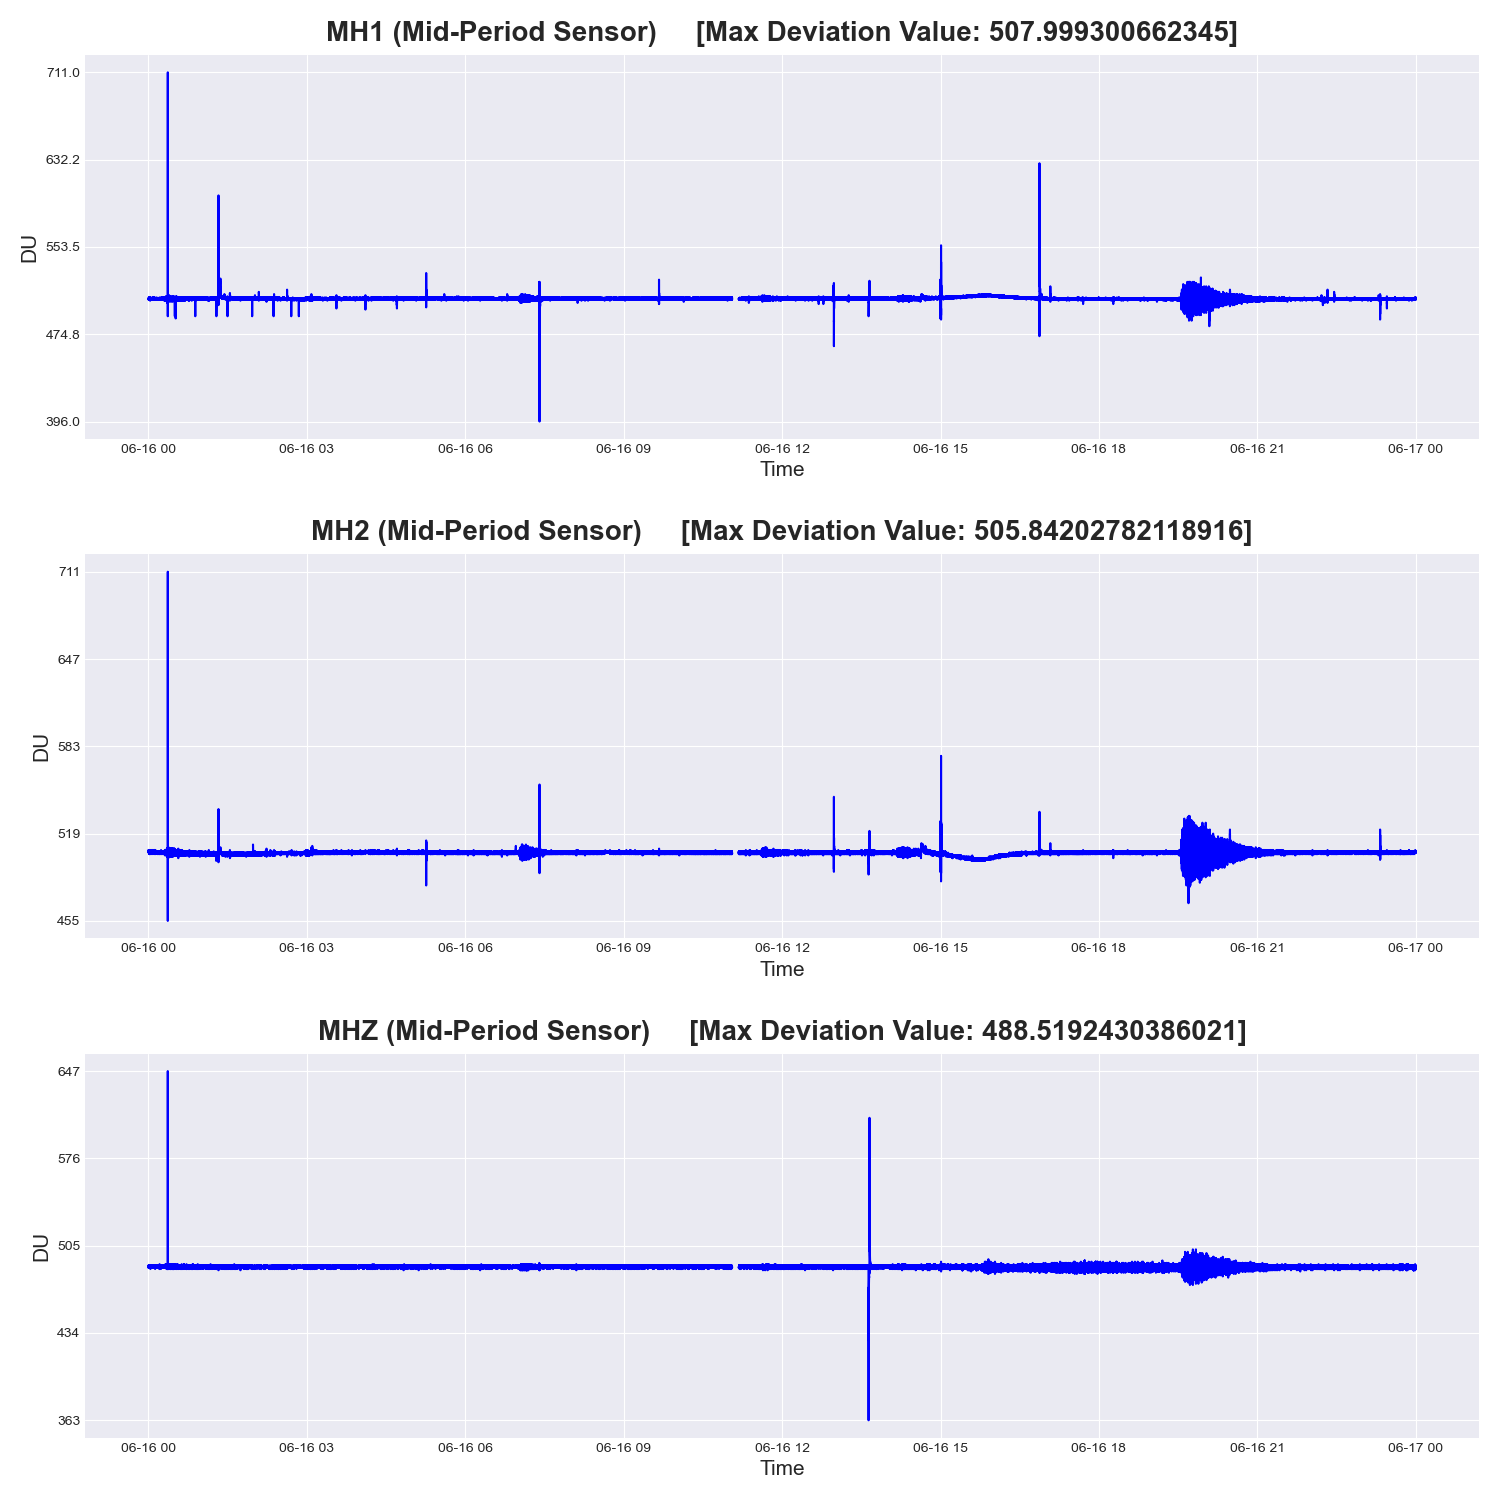 MH1 (Mid-Period Sensor) [Max Deviation Value: 507.999300662345]
711.0
632.2
553.5
474.8
396.0
DU
06-16 00 06-16 03 06-16 06 06-16 09 06-16 12 06-16 15 06-16 18 06-16 21 06-17 00
Time
MH2 (Mid-Period Sensor) [Max Deviation Value: 505.84202782118916]
711
647
583
519
455
DU
06-16 00 06-16 03 06-16 06 06-16 09 06-16 12 06-16 15 06-16 18 06-16 21 06-17 00
Time
MHZ (Mid-Period Sensor) [Max Deviation Value: 488.5192430386021]
647
576
505
434
363
DU
06-16 00 06-16 03 06-16 06 06-16 09 06-16 12 06-16 15 06-16 18 06-16 21 06-17 00
Time